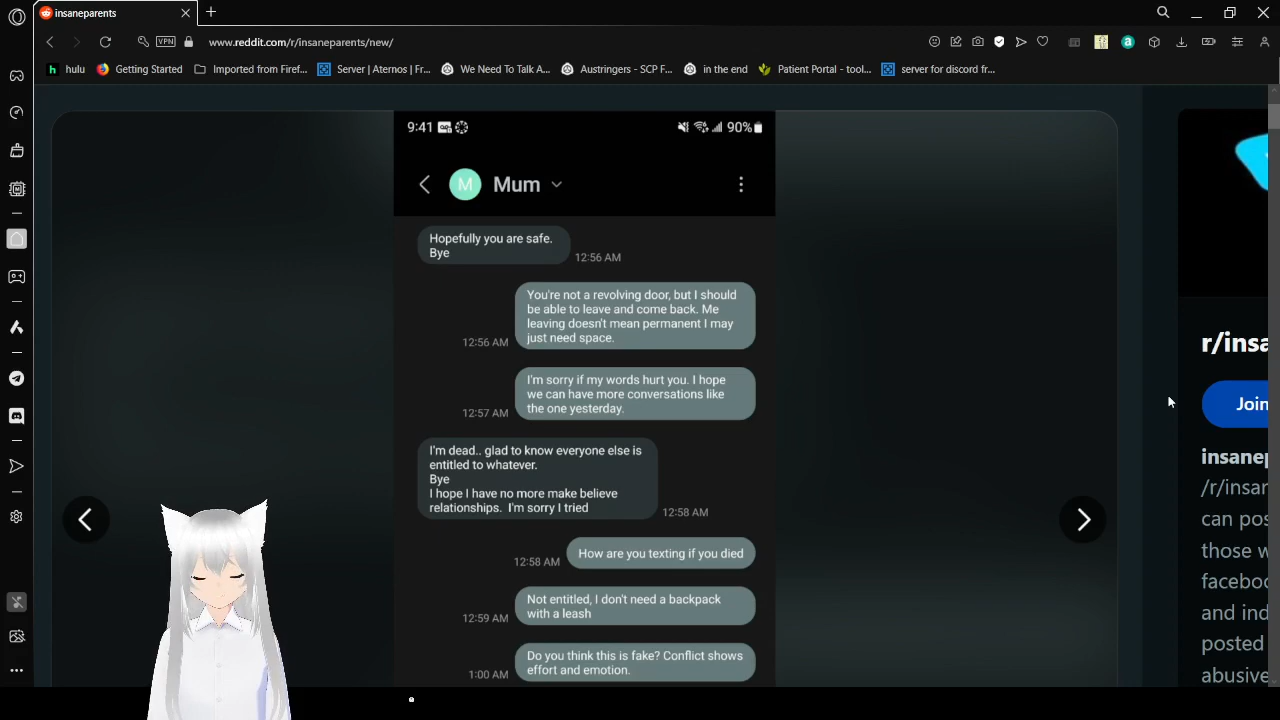 insaneparents
www.reddit.com/r/insaneparents/new/
VPN
hulu
Getting Started
Imported from Firef...
Server | Aternos | Fr...
We Need To Talk A...
Austringers - SCP F...
in the end
Patient Portal - tool...
server for discord fr...
9:41
90%
M
Mum
Hopefully you are safe.
Bye
12:56 AM
You're not a revolving door, but I should
be able to leave and come back. Me
leaving doesn't mean permanent I may
just need space.
12:56 AM
I'm sorry if my words hurt you. I hope
we can have more conversations like
the one yesterday.
12:57 AM
I'm dead.. glad to know everyone else is
entitled to whatever.
Bye
I hope I have no more make believe
relationships. I'm sorry I tried
12:58 AM
How are you texting if you died
12:58 AM
Not entitled, I don't need a backpack
with a leash
12:59 AM
Do you think this is fake? Conflict shows
effort and emotion.
1:00 AM
r/insa
Join
insanep
/r/insar
can pos
those w
facebo
and ind
posted
abusive